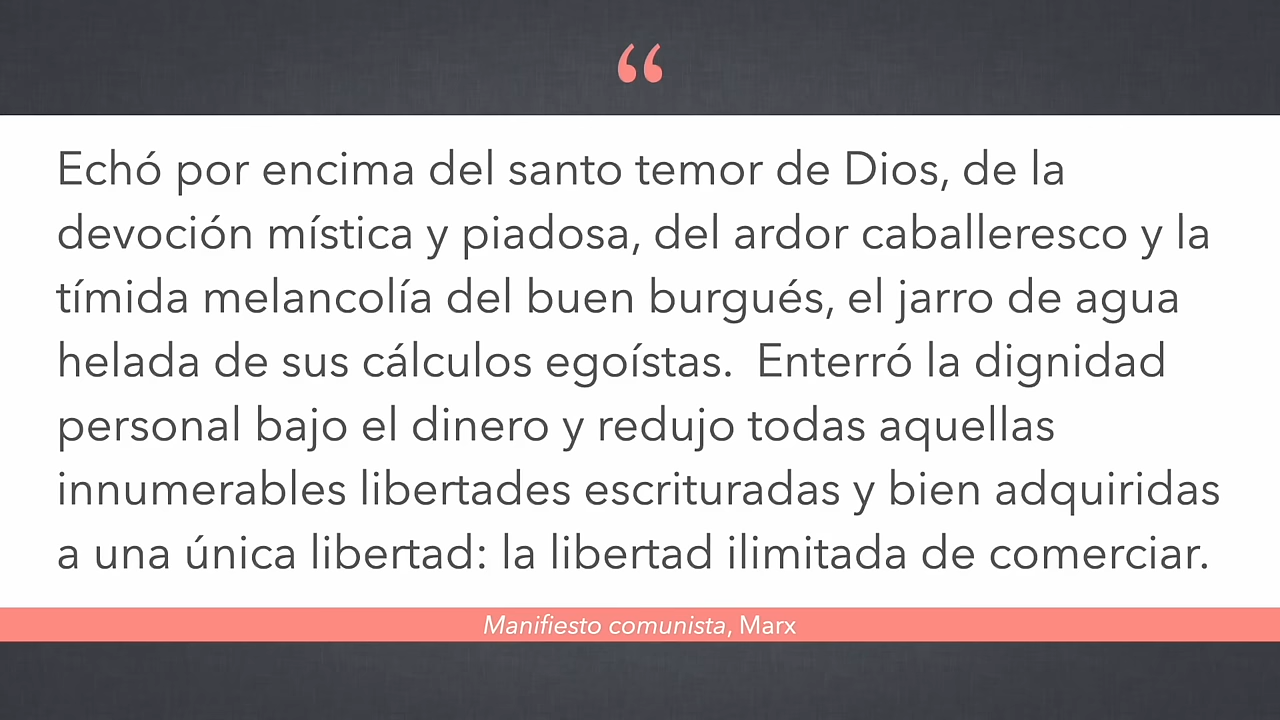 “
Echó por encima del santo temor de Dios, de la
devoción mística y piadosa, del ardor caballeresco y la
tímida melancolía del buen burgués, el jarro de agua
helada de sus cálculos egoístas.  Enterró la dignidad
personal bajo el dinero y redujo todas aquellas
innumerables libertades escrituradas y bien adquiridas
a una única libertad: la libertad ilimitada de comerciar.
Manifiesto comunista, Marx